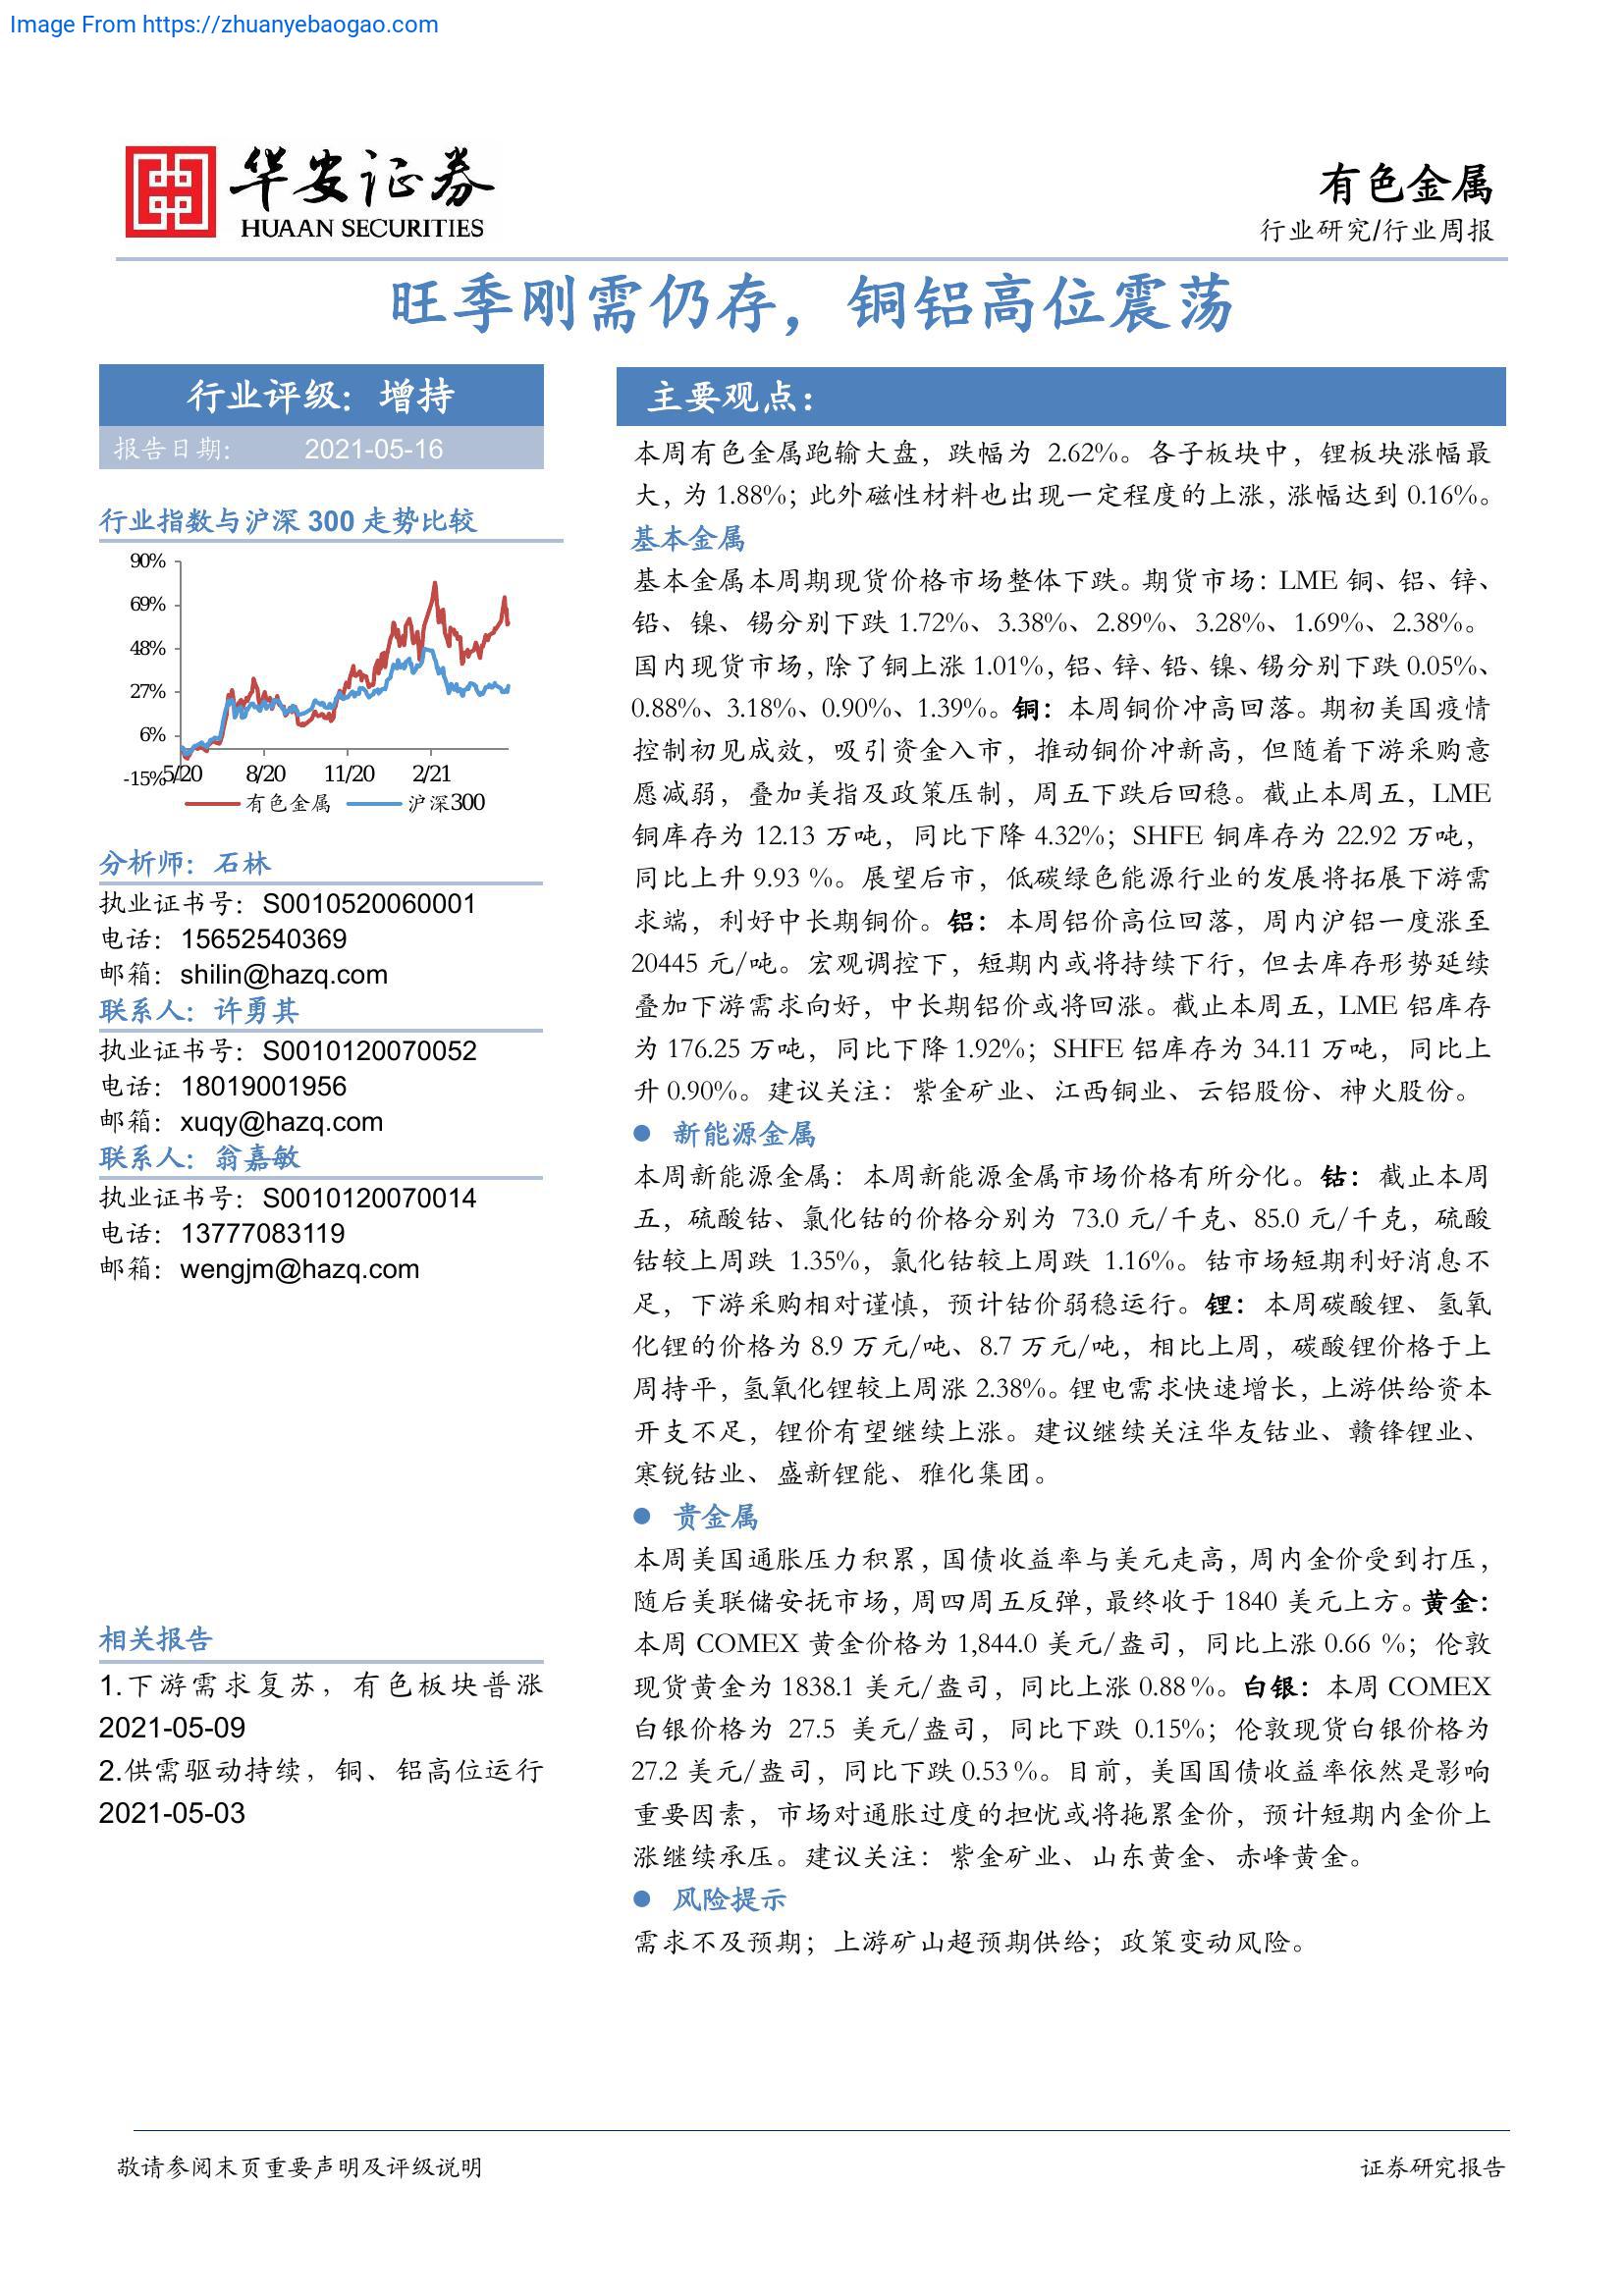 Image From https://zhuanyebaogao.com
华安证券
HUAAN SECURITIES
有色金属
行业研究/行业周报
旺季刚需仍存，铜铝高位震荡
行业评级：增持
报告日期： 2021-05-16
行业指数与沪深 300 走势比较
90%
69%
48%
27%
6%
-15%
5/20 8/20 11/20 2/21
有色金属 沪深300
分析师：石林
执业证书号：S0010520060001
电话：15652540369
邮箱：shilin@hazq.com
联系人：许勇其
执业证书号：S0010120070052
电话：18019001956
邮箱：xuqy@hazq.com
联系人：翁嘉敏
执业证书号：S0010120070014
电话：13777083119
邮箱：wengjm@hazq.com
相关报告
1.下游需求复苏，有色板块普涨
2021-05-09
2.供需驱动持续，铜、铝高位运行
2021-05-03
主要观点：
本周有色金属跑输大盘，跌幅为 2.62%。各子板块中，锂板块涨幅最
大，为 1.88%；此外磁性材料也出现一定程度的上涨，涨幅达到 0.16%。
基本金属
基本金属本周期现货价格市场整体下跌。期货市场：LME 铜、铝、锌、
铅、镍、锡分别下跌 1.72%、3.38%、2.89%、3.28%、1.69%、2.38%。
国内现货市场，除了铜上涨 1.01%，铝、锌、铅、镍、锡分别下跌 0.05%、
0.88%、3.18%、0.90%、1.39%。铜：本周铜价冲高回落。期初美国疫情
控制初见成效，吸引资金入市，推动铜价冲新高，但随着下游采购意
愿减弱，叠加美指及政策压制，周五下跌后回稳。截止本周五，LME
铜库存为 12.13 万吨，同比下降 4.32%；SHFE 铜库存为 22.92 万吨，
同比上升 9.93 %。展望后市，低碳绿色能源行业的发展将拓展下游需
求端，利好中长期铜价。铝：本周铝价高位回落，周内沪铝一度涨至
20445 元/吨。宏观调控下，短期内或将持续下行，但去库存形势延续
叠加下游需求向好，中长期铝价或将回涨。截止本周五，LME 铝库存
为 176.25 万吨，同比下降 1.92%；SHFE 铝库存为 34.11 万吨，同比上
升 0.90%。建议关注：紫金矿业、江西铜业、云铝股份、神火股份。
● 新能源金属
本周新能源金属：本周新能源金属市场价格有所分化。钴：截止本周
五，硫酸钴、氯化钴的价格分别为 73.0 元/千克、85.0 元/千克，硫酸
钴较上周跌 1.35%，氯化钴较上周跌 1.16%。钴市场短期利好消息不
足，下游采购相对谨慎，预计钴价弱稳运行。锂：本周碳酸锂、氢氧
化锂的价格为 8.9 万元/吨、8.7 万元/吨，相比上周，碳酸锂价格于上
周持平，氢氧化锂较上周涨 2.38%。锂电需求快速增长，上游供给资本
开支不足，锂价有望继续上涨。建议继续关注华友钴业、赣锋锂业、
寒锐钴业、盛新锂能、雅化集团。
● 贵金属
本周美国通胀压力积累，国债收益率与美元走高，周内金价受到打压，
随后美联储安抚市场，周四周五反弹，最终收于 1840 美元上方。黄金：
本周 COMEX 黄金价格为 1,844.0 美元/盎司，同比上涨 0.66 %；伦敦
现货黄金为 1838.1 美元/盎司，同比上涨 0.88 %。白银：本周 COMEX
白银价格为 27.5 美元/盎司，同比下跌 0.15%；伦敦现货白银价格为
27.2 美元/盎司，同比下跌 0.53 %。目前，美国国债收益率依然是影响
重要因素，市场对通胀过度的担忧或将拖累金价，预计短期内金价上
涨继续承压。建议关注：紫金矿业、山东黄金、赤峰黄金。
● 风险提示
需求不及预期；上游矿山超预期供给；政策变动风险。
敬请参阅末页重要声明及评级说明
证券研究报告